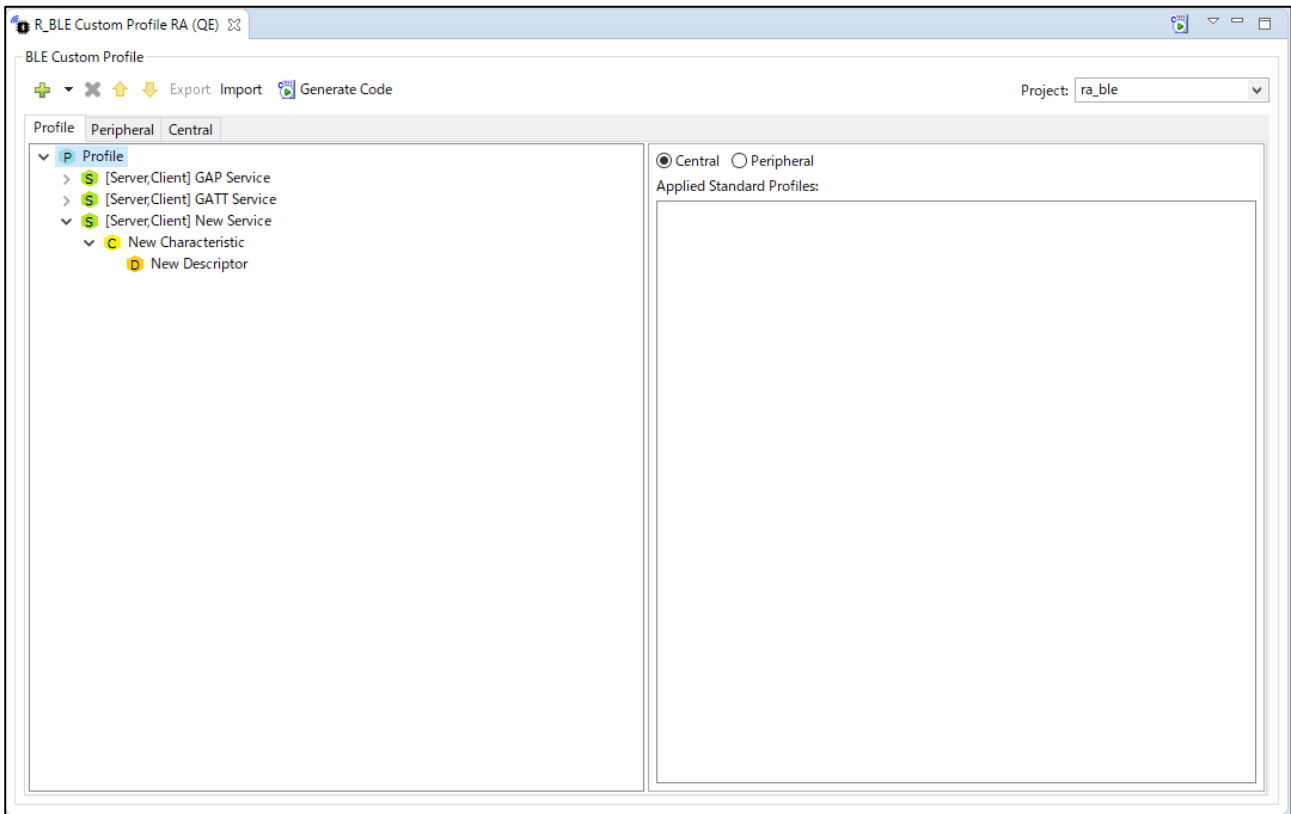 R_BLE Custom Profile RA (QE)
BLE Custom Profile
Export Import Generate Code Project: ra_ble
Profile Peripheral Central
P Profile
S [Server,Client] GAP Service
S [Server,Client] GATT Service
S [Server,Client] New Service
C New Characteristic
D New Descriptor
Central Peripheral
Applied Standard Profiles: